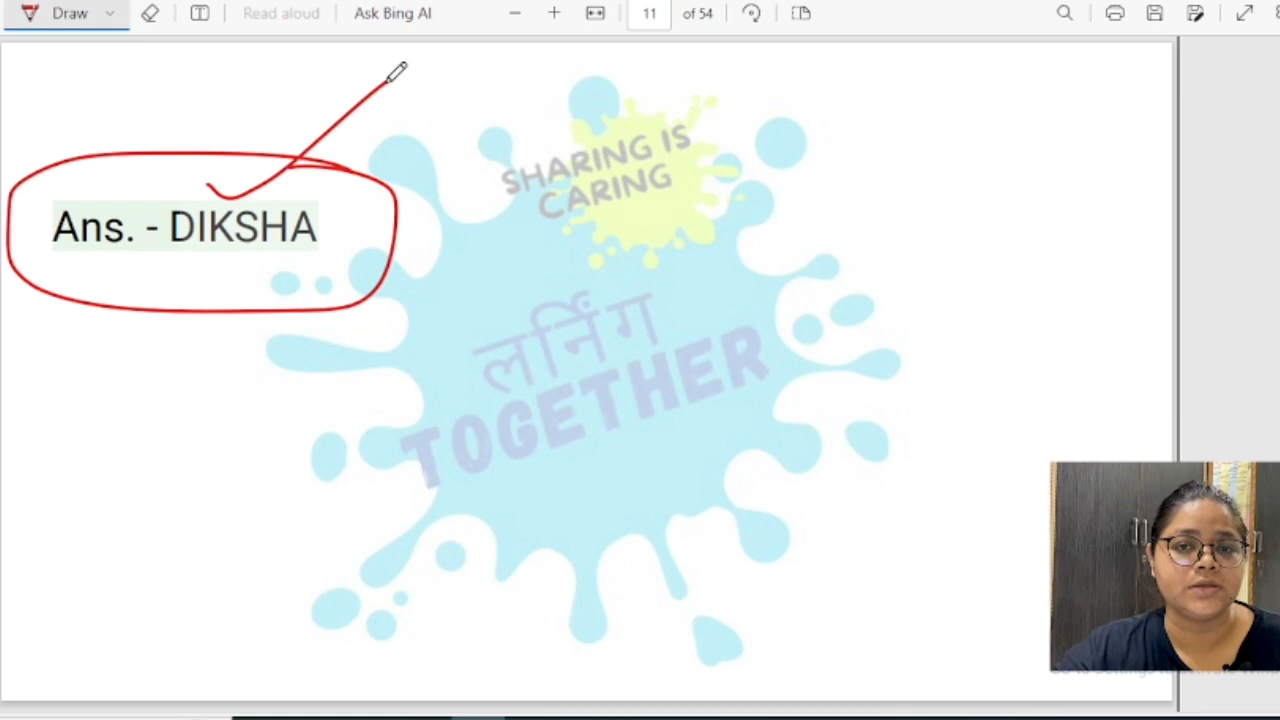 Draw
Read aloud
Ask Bing AI
11
of 54
SHARING IS
CARING
Ans. - DIKSHA
लर्निंग
TOGETHER